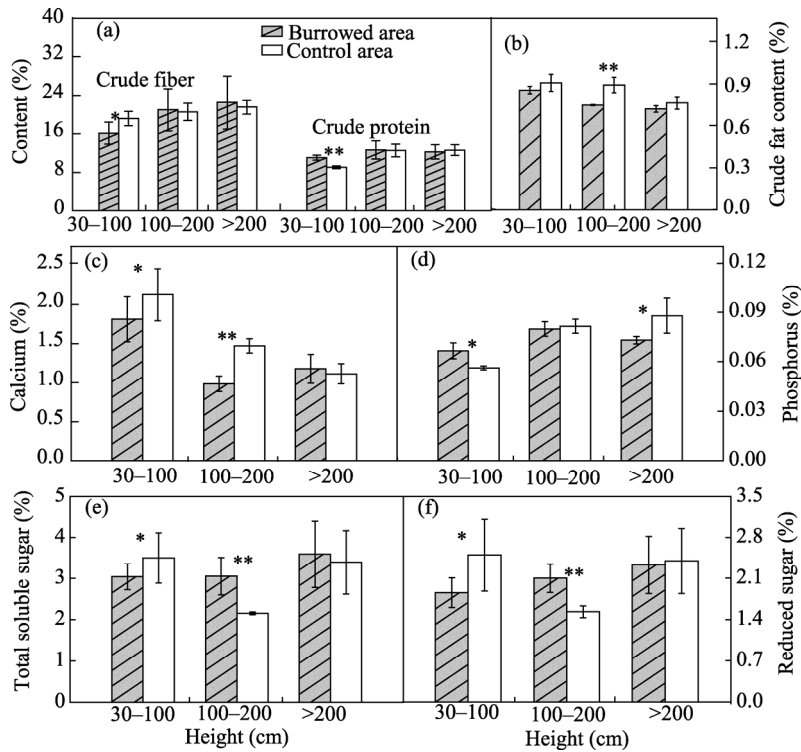 (a)
Burrowed area
Control area
Crude fiber
Crude protein
*
**
Content (%)
40
32
24
16
8
0
30–100 100–200 >200 30–100 100–200 >200
(b)
**
Crude fat content (%)
1.2
0.9
0.6
0.3
0.0
30–100 100–200 >200
(c)
*
**
Calcium (%)
2.5
2.0
1.5
1.0
0.5
0.0
30–100 100–200 >200
(d)
*
*
Phosphorus (%)
0.12
0.09
0.06
0.03
0.00
30–100 100–200 >200
(e)
*
**
Total soluble sugar (%)
5
4
3
2
1
0
30–100 100–200 >200
Height (cm)
(f)
*
**
Reduced sugar (%)
3.5
2.8
2.1
1.4
0.7
0.0
30–100 100–200 >200
Height (cm)